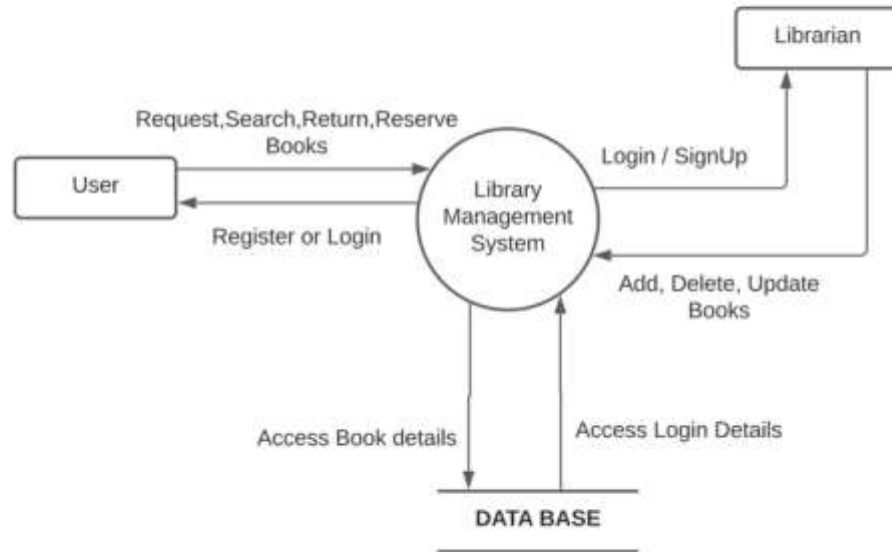 Librarian
Request,Search,Return,Reserve
Books
User
Login / SignUp
Library
Management
System
Register or Login
Add, Delete, Update
Books
Access Book details
Access Login Details
DATA BASE